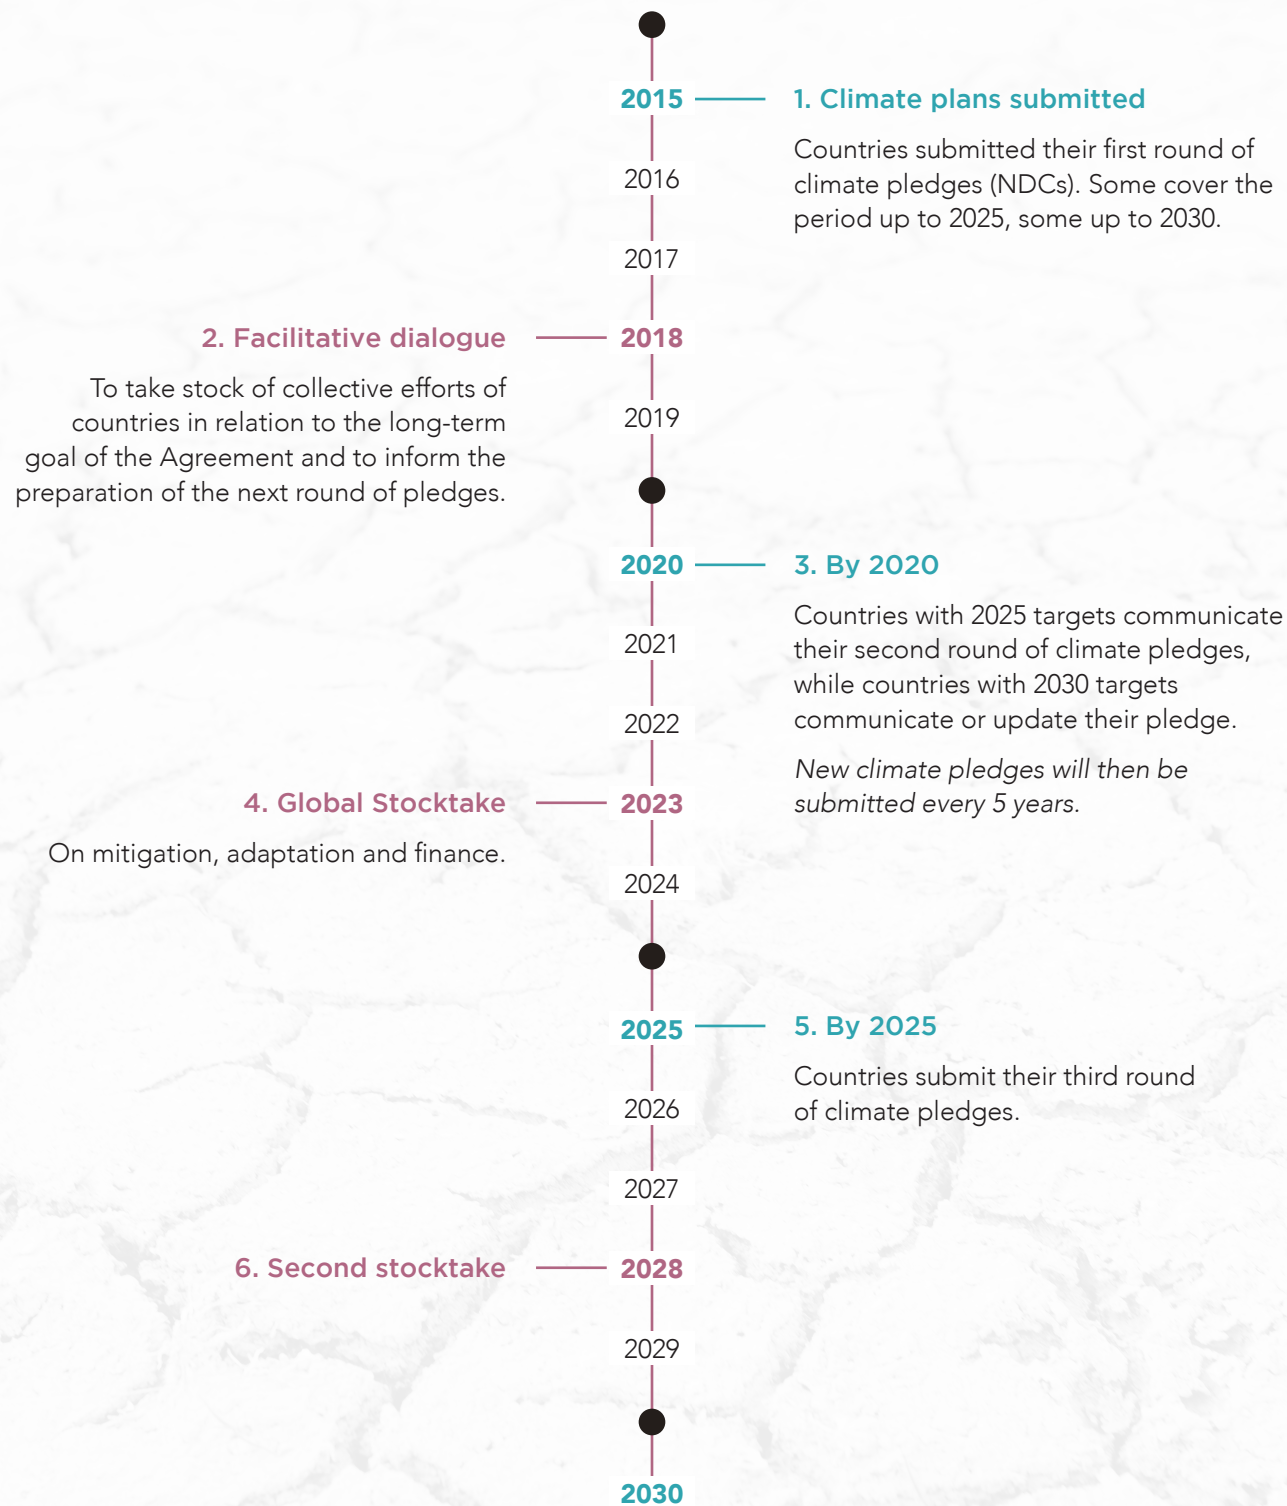 2015
1. Climate plans submitted
Countries submitted their first round of
climate pledges (NDCs). Some cover the
period up to 2025, some up to 2030.
2016
2017
2. Facilitative dialogue
2018
To take stock of collective efforts of
countries in relation to the long-term
goal of the Agreement and to inform the
preparation of the next round of pledges.
2019
2020
3. By 2020
Countries with 2025 targets communicate
their second round of climate pledges,
while countries with 2030 targets
communicate or update their pledge.
New climate pledges will then be
submitted every 5 years.
2021
2022
4. Global Stocktake
2023
On mitigation, adaptation and finance.
2024
2025
5. By 2025
Countries submit their third round
of climate pledges.
2026
2027
6. Second stocktake
2028
2029
2030